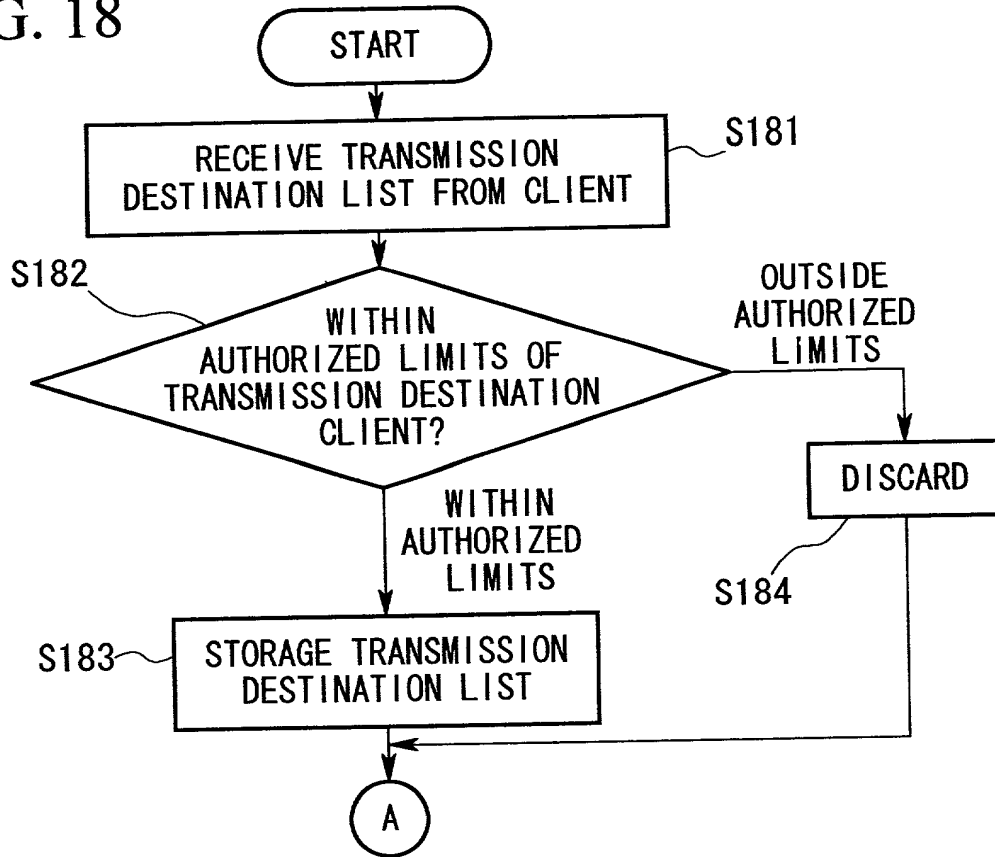 G. 18
START
RECEIVE TRANSMISSION
DESTINATION LIST FROM CLIENT
S181
S182
WITHIN
AUTHORIZED LIMITS OF
TRANSMISSION DESTINATION
CLIENT?
OUTSIDE
AUTHORIZED
LIMITS
DISCARD
S184
WITHIN
AUTHORIZED
LIMITS
S183
STORAGE TRANSMISSION
DESTINATION LIST
A